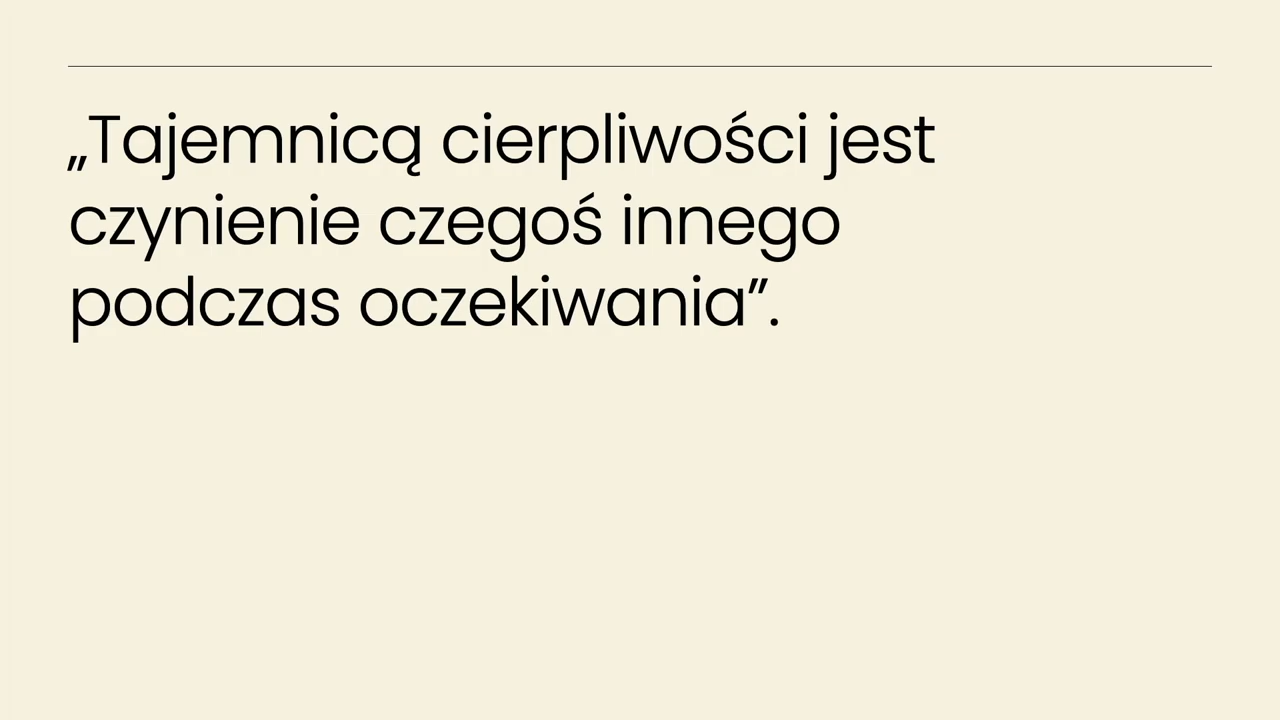 „Tajemnicą cierpliwości jest
czynienie czegoś innego
podczas oczekiwania”.